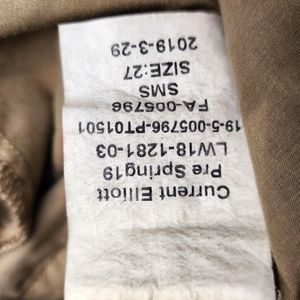 Current Elliott
Pre Spring19
LW18-1281-03
19-5-005796-PT01501
FA-005796
SMS
SIZE:27
2019-3-29